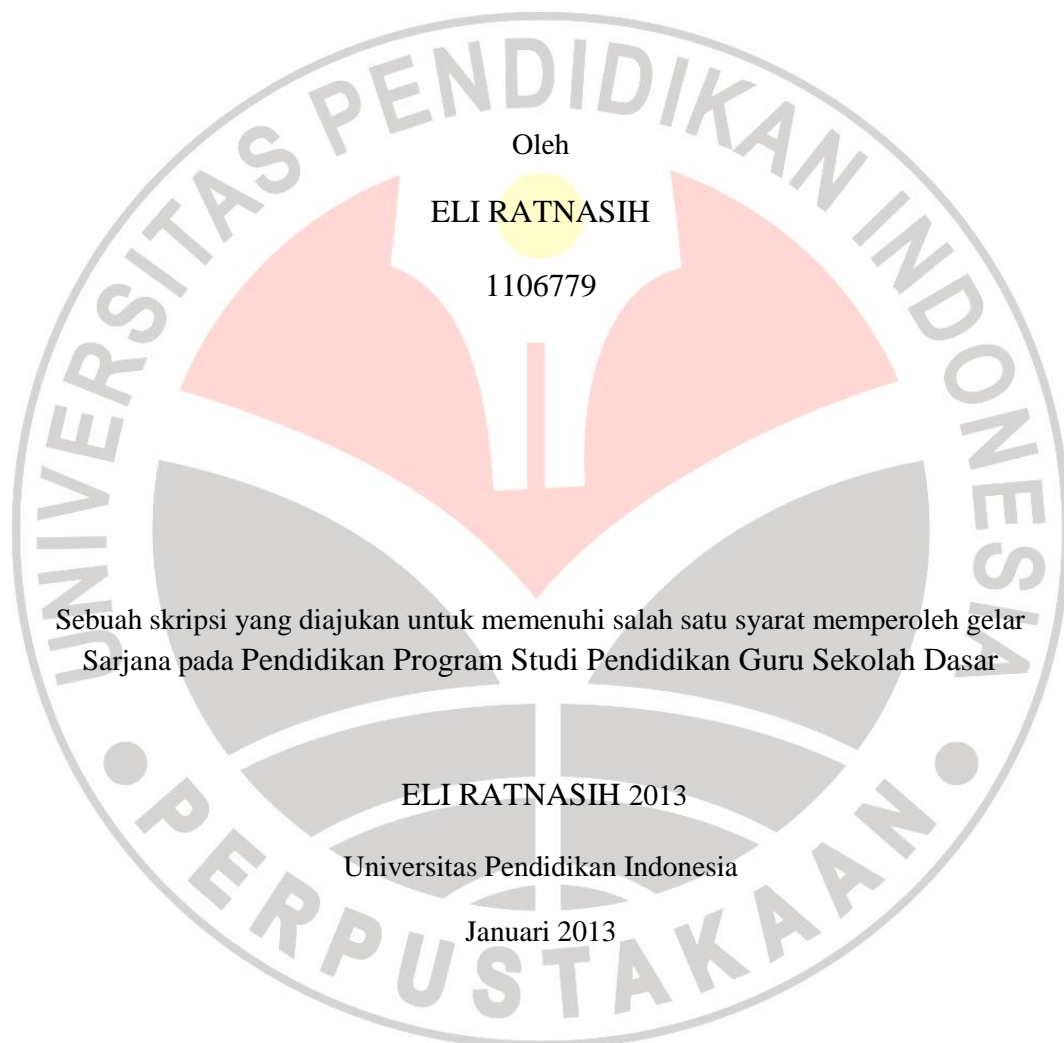 UNIVERSITAS PENDIDIKAN INDONESIA
Oleh
ELI RATNASIH
1106779
Sebuah skripsi yang diajukan untuk memenuhi salah satu syarat memperoleh gelar
Sarjana pada Pendidikan Program Studi Pendidikan Guru Sekolah Dasar
ELI RATNASIH 2013
Universitas Pendidikan Indonesia
Januari 2013
PERPUSTAKAAN